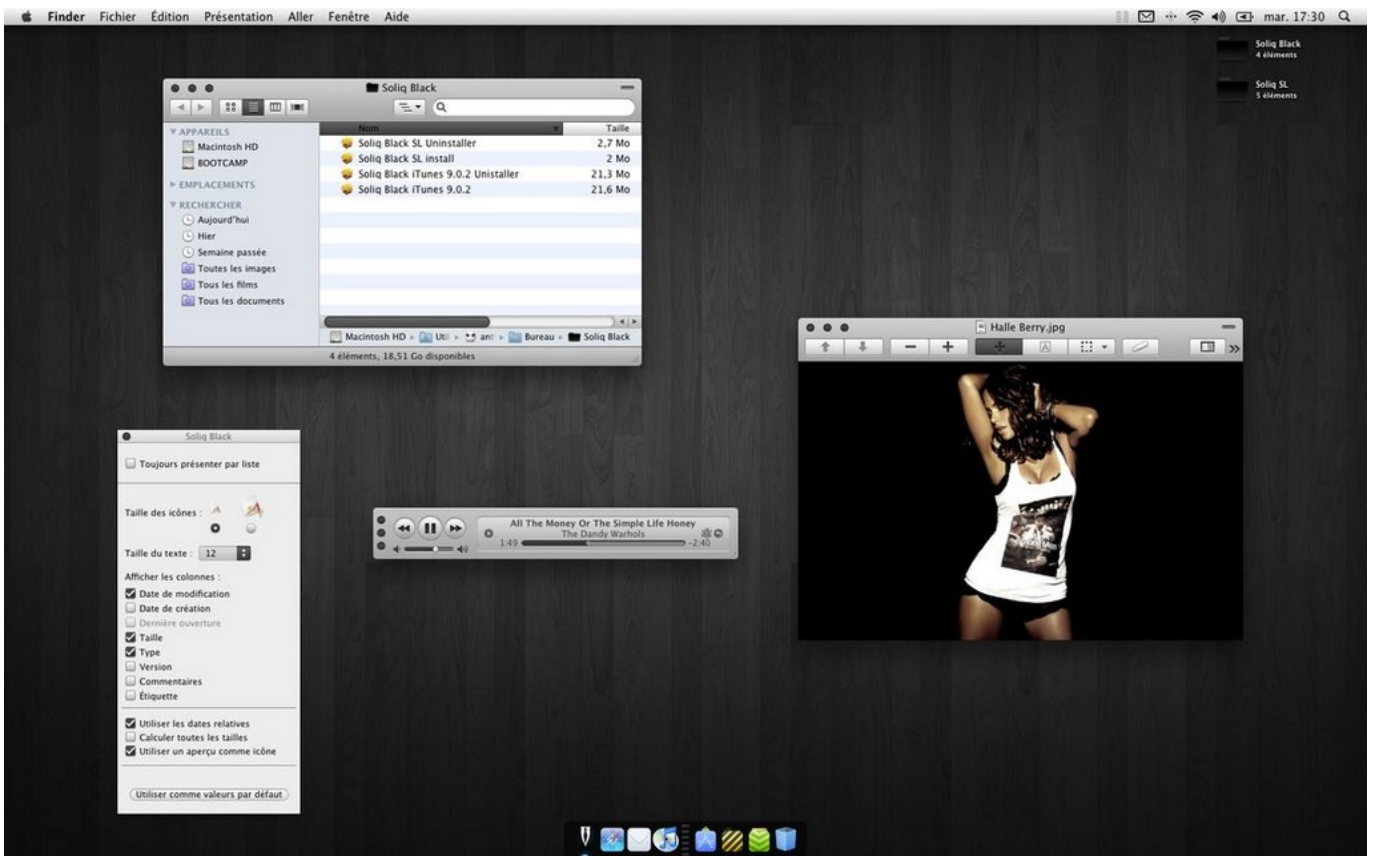 Finder Fichier Édition Présentation Aller Fenêtre Aide mar. 17:30
Soliq Black
4 éléments
Soliq SL
5 éléments
Soliq Black
APPAREILS
Macintosh HD
BOOTCAMP
EMPLACEMENTS
RECHERCHER
Aujourd'hui
Hier
Semaine passée
Toutes les images
Tous les films
Tous les documents
Nom Taille
Soliq Black SL Uninstaller 2,7 Mo
Soliq Black SL install 2 Mo
Soliq Black iTunes 9.0.2 Unistaller 21,3 Mo
Soliq Black iTunes 9.0.2 21,6 Mo
Macintosh HD Uti ant Bureau Soliq Black
4 éléments, 18,51 Go disponibles
Halle Berry.jpg
Soliq Black
Toujours présenter par liste
Taille des icônes :
Taille du texte : 12
Afficher les colonnes :
Date de modification
Date de création
Dernière ouverture
Taille
Type
Version
Commentaires
Étiquette
Utiliser les dates relatives
Calculer toutes les tailles
Utiliser un aperçu comme icône
Utiliser comme valeurs par défaut
All The Money Or The Simple Life Honey
The Dandy Warhols
1:49 -2:40